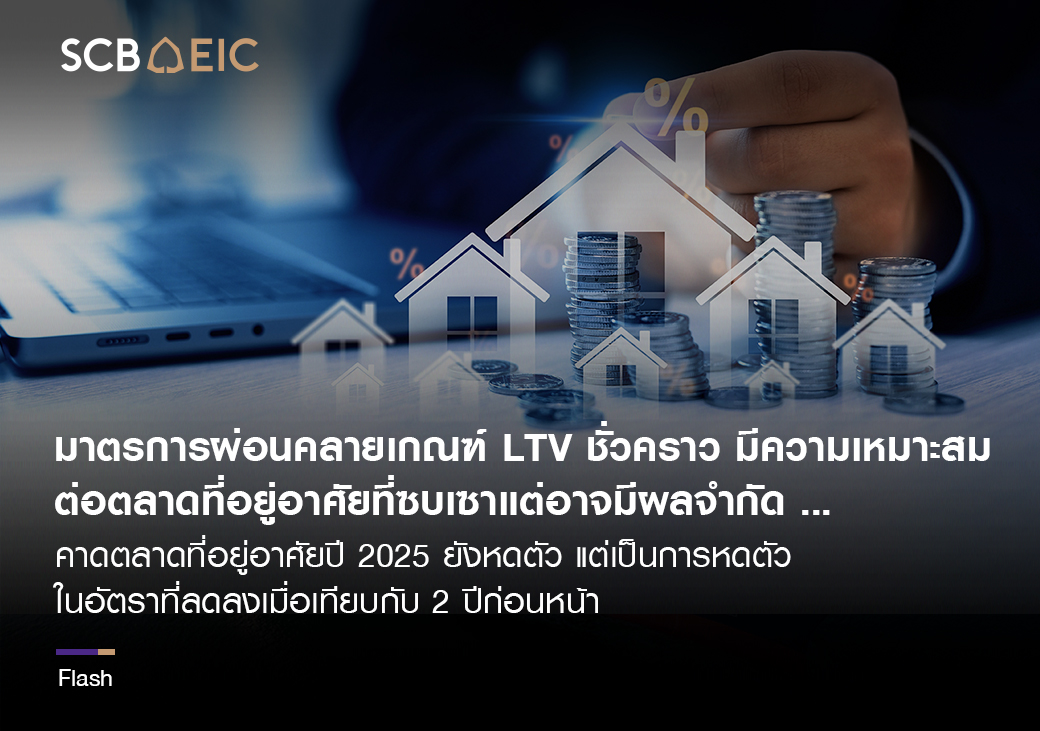 SCB EIC
%
%
%
%
%
%
มาตรการผ่อนคลายเกณฑ์ LTV ชั่วคราว มีความเหมาะสม
ต่อตลาดที่อยู่อาศัยที่ซบเซาแต่อาจมีผลจำกัด ...
คาดตลาดที่อยู่อาศัยปี 2025 ยังหดตัว แต่เป็นการหดตัว
ในอัตราที่ลดลงเมื่อเทียบกับ 2 ปีก่อนหน้า
Flash